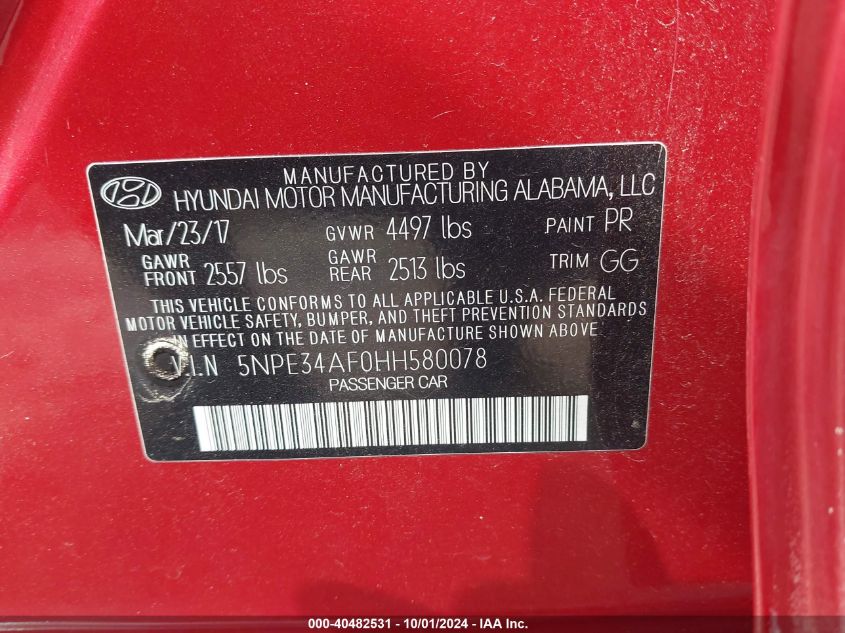 MANUFACTURED BY
HYUNDAI MOTOR MANUFACTURING ALABAMA, LLC
Mar/23/17 GVWR 4497 lbs PAINT PR
GAWR FRONT 2557 lbs GAWR REAR 2513 lbs TRIM GG
THIS VEHICLE CONFORMS TO ALL APPLICABLE U.S.A. FEDERAL
MOTOR VEHICLE SAFETY, BUMPER, AND THEFT PREVENTION STANDARDS
IN EFFECT ON THE DATE OF MANUFACTURE SHOWN ABOVE.
V.I.N 5NPE34AF0HH580078
PASSENGER CAR
000-40482531 - 10/01/2024 - IAA Inc.